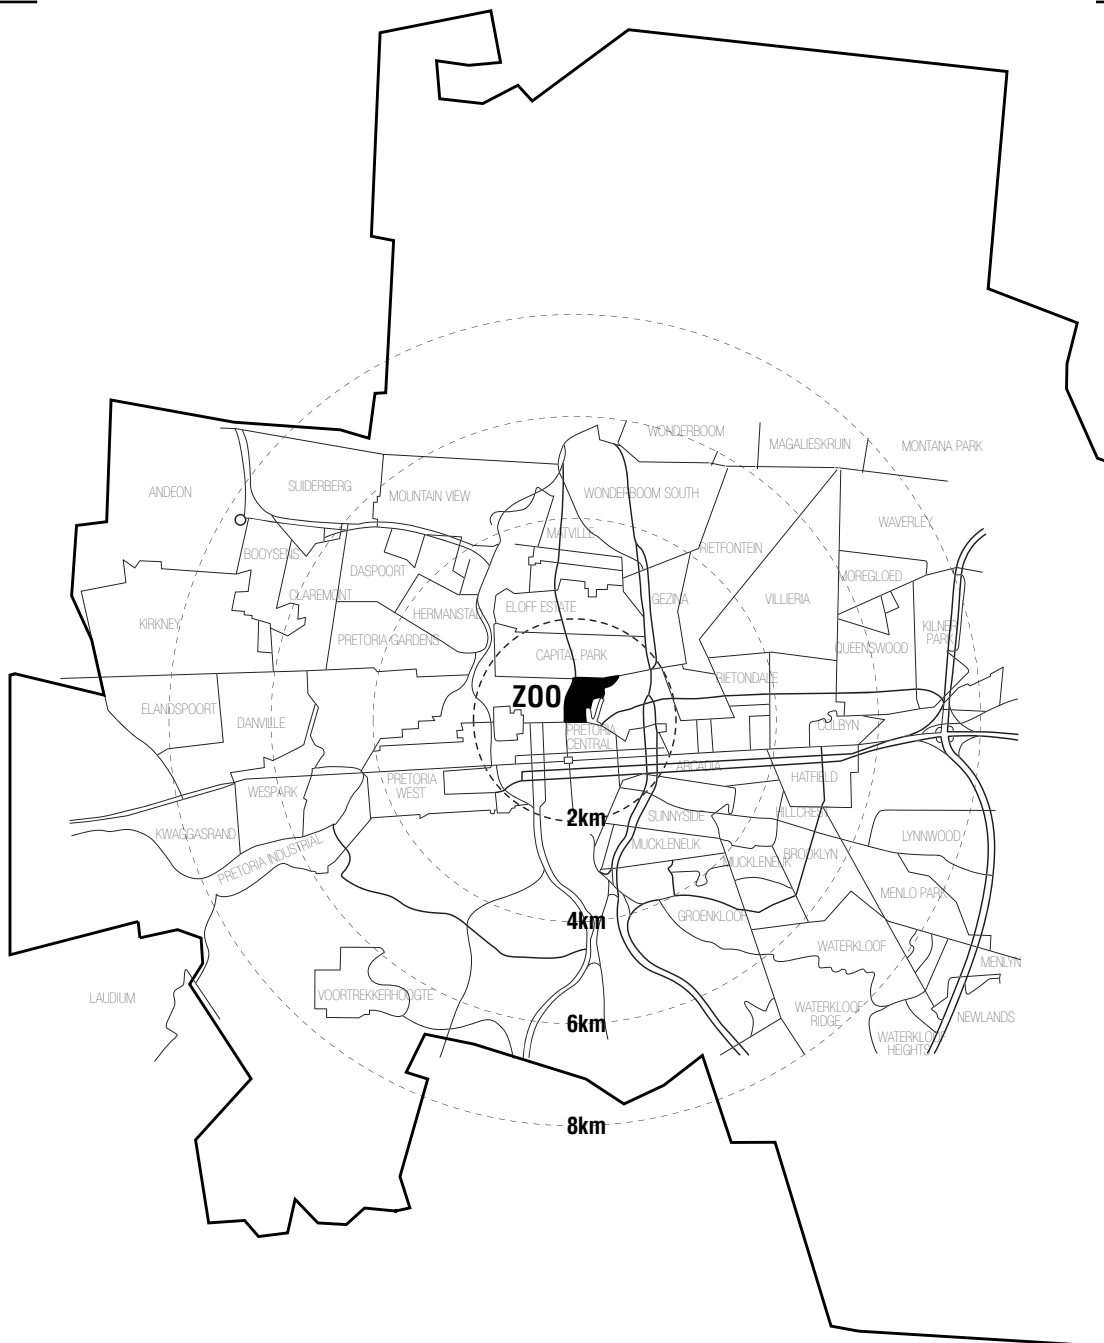 WONDERBOOM
MAGALIESKRUIN
MONTANA PARK
ANDEON
SUIDERBERG
MOUNTAIN VIEW
WONDERBOOM SOUTH
WAVERLEY
MATVILLE
RIETFONTEIN
BOOYSENS
DASPOORT
MOREGLOED
CLAREMONT
HERMANSTAD
ELOFF ESTATE
GEZINA
VILLIERIA
KIRKNEY
PRETORIA GARDENS
KILNER
PARK
QUEENSWOOD
CAPITAL PARK
RIETONDALE
ZOO
ELANDSPOORT
DANVILLE
PRETORIA
CENTRAL
COLBYN
ARCADIA
HATFIELD
PRETORIA
WEST
WESPARK
2km
SUNNYSIDE
HILLCREST
KWAGGASRAND
LYNNWOOD
PRETORIA INDUSTRIAL
MUCKLENEUK
MUCKLENEUK
BROOKLYN
MENLO PARK
4km
GROENKLOOF
WATERKLOOF
MENLYN
LAUDIUM
VOORTREKKERHOOGTE
WATERKLOOF
RIDGE
NEWLANDS
6km
WATERKLOOF
HEIGHTS
8km